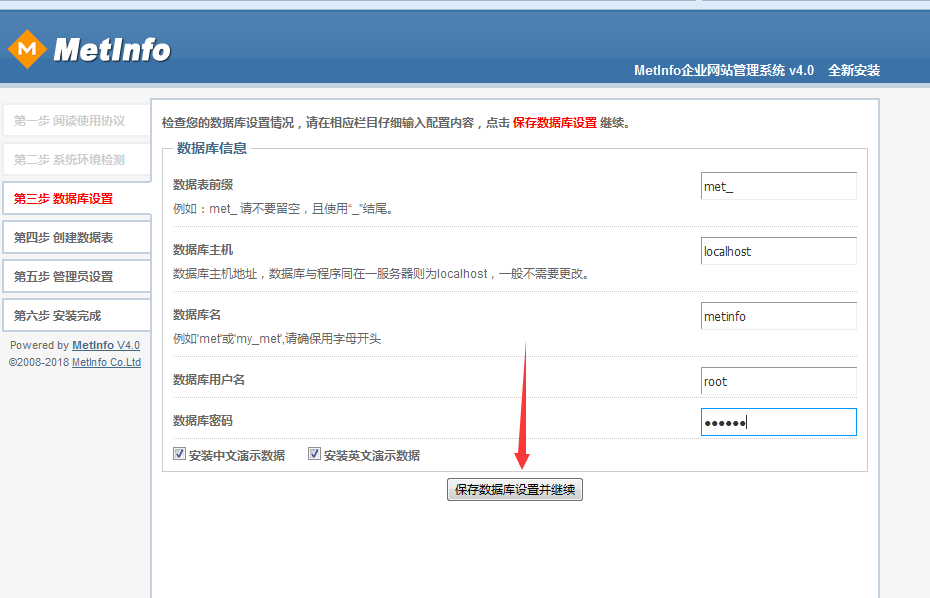 MetInfo
MetInfo企业网站管理系统 v4.0 全新安装
第一步 阅读使用协议
第二步 系统环境检测
第三步 数据库设置
第四步 创建数据表
第五步 管理员设置
第六步 安装完成
Powered by MetInfo V4.0
©2008-2018 MetInfo Co.Ltd
检查您的数据库设置情况，请在相应栏目仔细输入配置内容，点击 保存数据库设置 继续。
数据库信息
数据表前缀
met_
例如：met_ 请不要留空，且使用“_”结尾。
数据库主机
localhost
数据库主机地址，数据库与程序同在一服务器则为localhost，一般不需要更改。
数据库名
metinfo
例如'met'或'my_met',请确保用字母开头
数据库用户名
root
数据库密码
●●●●●●
安装中文演示数据 安装英文演示数据
保存数据库设置并继续